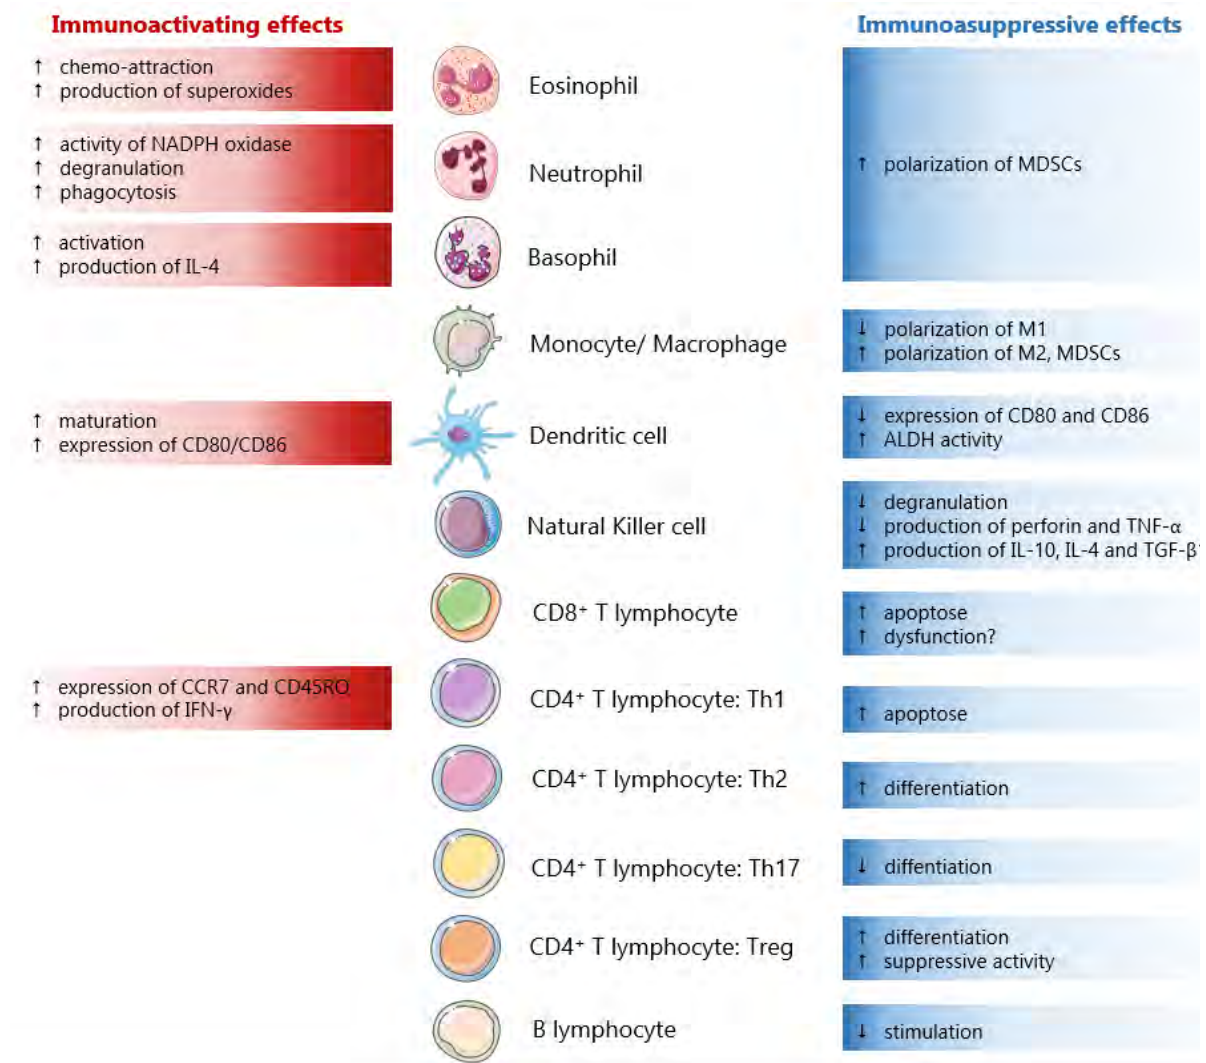 Immunoactivating effects
Immunoasuppressive effects
↑ chemo-attraction
↑ production of superoxides
Eosinophil
↑ activity of NADPH oxidase
↑ degranulation
↑ phagocytosis
Neutrophil
↑ polarization of MDSCs
↑ activation
↑ production of IL-4
Basophil
Monocyte/ Macrophage
↓ polarization of M1
↑ polarization of M2, MDSCs
↑ maturation
↑ expression of CD80/CD86
Dendritic cell
↓ expression of CD80 and CD86
↑ ALDH activity
Natural Killer cell
↓ degranulation
↓ production of perforin and TNF-α
↑ production of IL-10, IL-4 and TGF-β
CD8⁺ T lymphocyte
↑ apoptose
↑ dysfunction?
↑ expression of CCR7 and CD45RO
↑ production of IFN-γ
CD4⁺ T lymphocyte: Th1
↑ apoptose
CD4⁺ T lymphocyte: Th2
↑ differentiation
CD4⁺ T lymphocyte: Th17
↓ diffentiation
CD4⁺ T lymphocyte: Treg
↑ differentiation
↑ suppressive activity
B lymphocyte
↓ stimulation